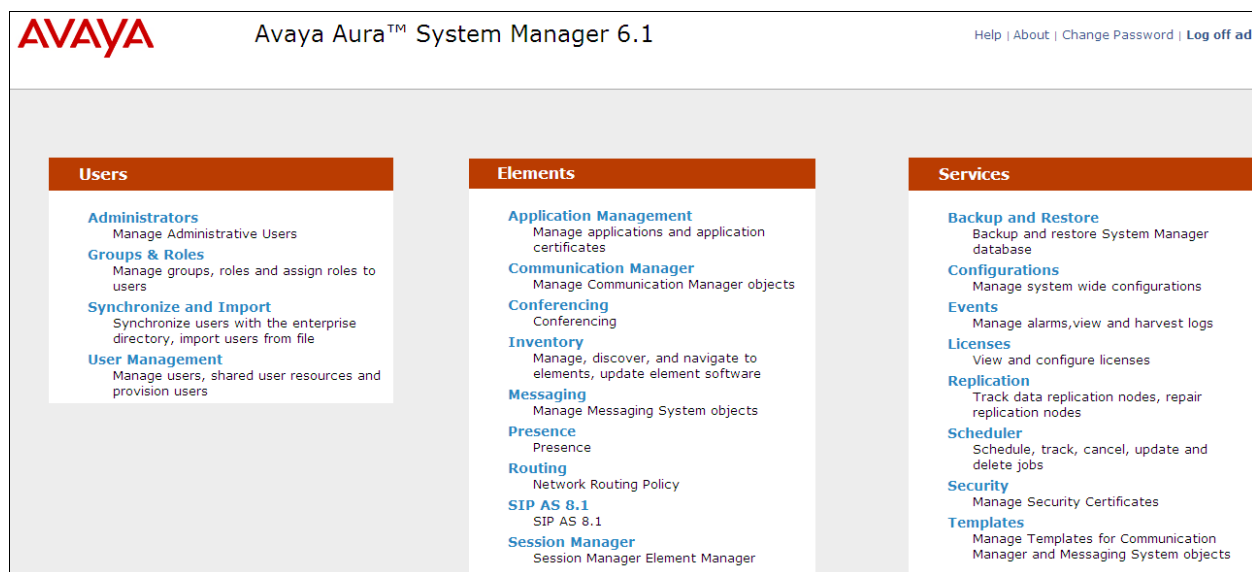 AVAYA
Avaya Aura™ System Manager 6.1
Help | About | Change Password | Log off ad
Users
Administrators
Manage Administrative Users
Groups & Roles
Manage groups, roles and assign roles to
users
Synchronize and Import
Synchronize users with the enterprise
directory, import users from file
User Management
Manage users, shared user resources and
provision users
Elements
Application Management
Manage applications and application
certificates
Communication Manager
Manage Communication Manager objects
Conferencing
Conferencing
Inventory
Manage, discover, and navigate to
elements, update element software
Messaging
Manage Messaging System objects
Presence
Presence
Routing
Network Routing Policy
SIP AS 8.1
SIP AS 8.1
Session Manager
Session Manager Element Manager
Services
Backup and Restore
Backup and restore System Manager
database
Configurations
Manage system wide configurations
Events
Manage alarms,view and harvest logs
Licenses
View and configure licenses
Replication
Track data replication nodes, repair
replication nodes
Scheduler
Schedule, track, cancel, update and
delete jobs
Security
Manage Security Certificates
Templates
Manage Templates for Communication
Manager and Messaging System objects